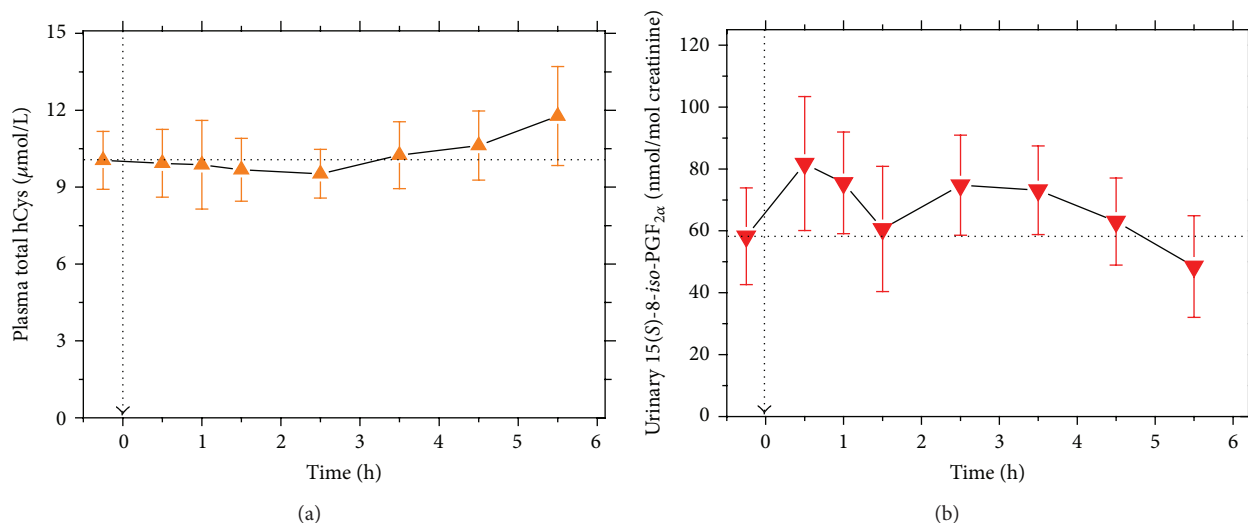 15
12
9
6
3
0
Plasma total hCys (μmol/L)
0 1 2 3 4 5 6
Time (h)
(a)
120
100
80
60
40
20
0
Urinary 15(S)-8-iso-PGF2α (nmol/mol creatinine)
0 1 2 3 4 5 6
Time (h)
(b)